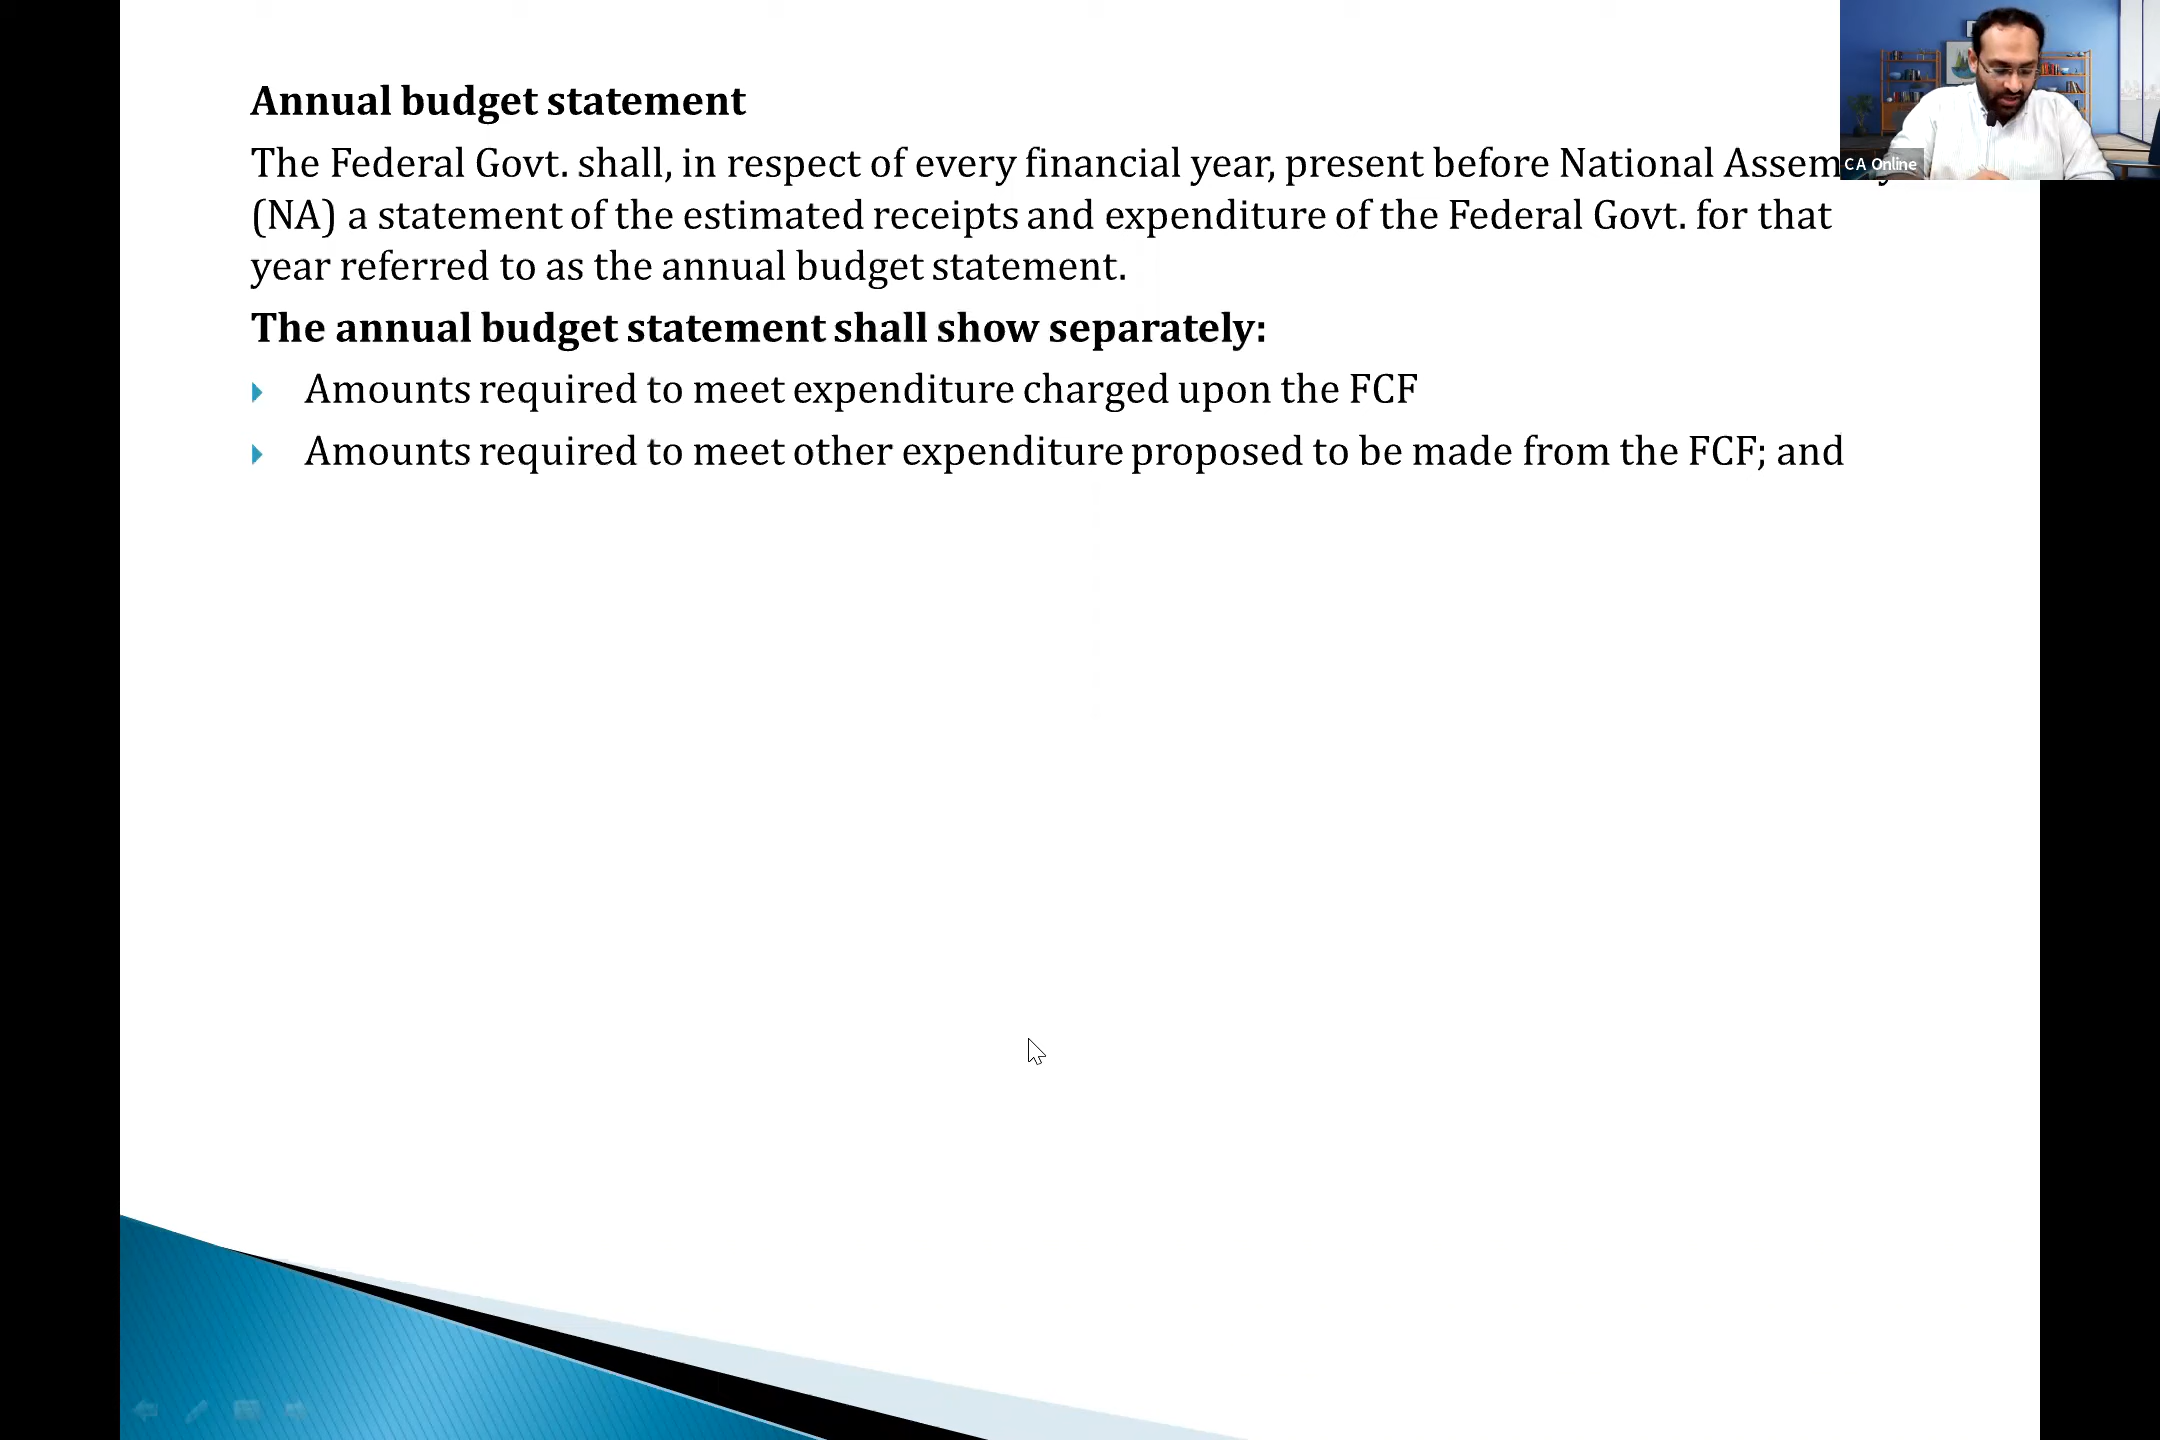 Annual budget statement
The Federal Govt. shall, in respect of every financial year, present before National
(NA) a statement of the estimated receipts and expenditure of the Federal Govt. for that
year referred to as the annual budget statement.
The annual budget statement shall show separately:
Amounts required to meet expenditure charged upon the FCF
Amounts required to meet other expenditure proposed to be made from the FCF; and
CA Online